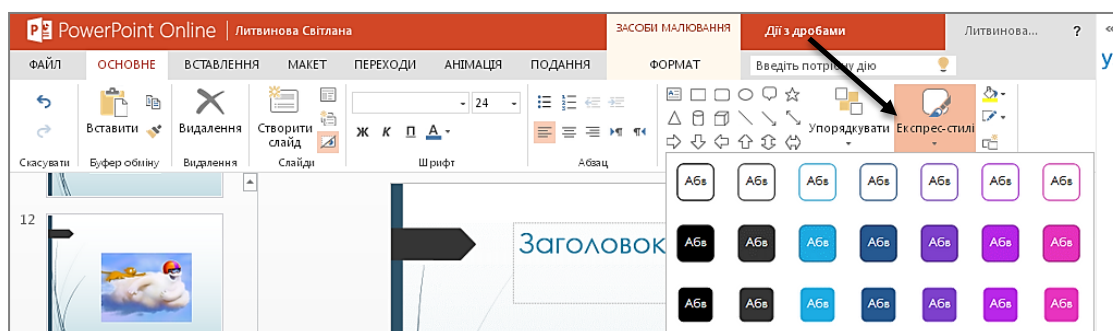 PowerPoint Online | Литвинова Світлана
ЗАСОБИ МАЛЮВАННЯ
Дії з дробами
Литвинова... ?
ФАЙЛ ОСНОВНЕ ВСТАВЛЕННЯ МАКЕТ ПЕРЕХОДИ АНІМАЦІЯ ПОДАННЯ ФОРМАТ Введіть потрібну дію
24
Вставити Видалення Створити слайд Ж К П А Упорядкувати Експрес-стилі
Скасувати Буфер обміну Видалення Слайди Шрифт Абзац
Абв Абв Абв Абв Абв Абв Абв
12
Заголовок
Абв Абв Абв Абв Абв Абв Абв
Абв Абв Абв Абв Абв Абв Абв